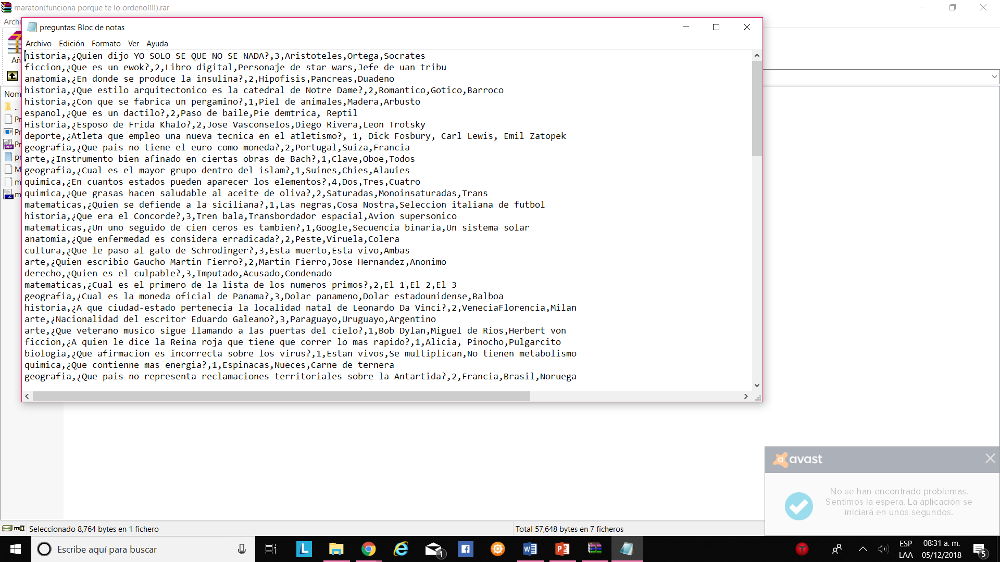 maraton(funciona porque te lo ordeno!!!!).rar
Archi
preguntas: Bloc de notas
Archivo Edición Formato Ver Ayuda
historia,¿Quien dijo YO SOLO SE QUE NO SE NADA?,3,Aristoteles,Ortega,Socrates
ficcion,¿Que es un ewok?,2,Libro digital,Personaje de star wars,Jefe de uan tribu
anatomia,¿En donde se produce la insulina?,2,Hipofisis,Pancreas,Duadeno
historia,¿Que estilo arquitectonico es la catedral de Notre Dame?,2,Romantico,Gotico,Barroco
historia,¿Con que se fabrica un pergamino?,1,Piel de animales,Madera,Arbusto
espanol,¿Que es un dactilo?,2,Paso de baile,Pie demtrica, Reptil
Historia,¿Esposo de Frida Khalo?,2,Jose Vasconselos,Diego Rivera,Leon Trotsky
deporte,¿Atleta que empleo una nueva tecnica en el atletismo?, 1, Dick Fosbury, Carl Lewis, Emil Zatopek
geografia,¿Que pais no tiene el euro como moneda?,2,Portugal,Suiza,Francia
arte,¿Instrumento bien afinado en ciertas obras de Bach?,1,Clave,Oboe,Todos
geografia,¿Cual es el mayor grupo dentro del islam?,1,Suines,Chies,Alauies
quimica,¿En cuantos estados pueden aparecer los elementos?,4,Dos,Tres,Cuatro
quimica,¿Que grasas hacen saludable al aceite de oliva?,2,Saturadas,Monoinsaturadas,Trans
matematicas,¿Quien se defiende a la siciliana?,1,Las negras,Cosa Nostra,Seleccion italiana de futbol
historia,¿Que era el Concorde?,3,Tren bala,Transbordador espacial,Avion supersonico
matematicas,¿Un uno seguido de cien ceros es tambien?,1,Google,Secuencia binaria,Un sistema solar
anatomia,¿Que enfermedad es considera erradicada?,2,Peste,Viruela,Colera
cultura,¿Que le paso al gato de Schrodinger?,3,Esta muerto,Esta vivo,Ambas
arte,¿Quien escribio Gaucho Martin Fierro?,2,Martin Fierro,Jose Hernandez,Anonimo
derecho,¿Quien es el culpable?,3,Imputado,Acusado,Condenado
matematicas,¿Cual es el primero de la lista de los numeros primos?,2,El 1,El 2,El 3
geografia,¿Cual es la moneda oficial de Panama?,3,Dolar panameno,Dolar estadounidense,Balboa
historia,¿A que ciudad-estado pertenecia la localidad natal de Leonardo Da Vinci?,2,VeneciaFlorencia,Milan
arte,¿Nacionalidad del escritor Eduardo Galeano?,3,Paraguayo,Uruguayo,Argentino
arte,¿Que veterano musico sigue llamando a las puertas del cielo?,1,Bob Dylan,Miguel de Rios,Herbert von
ficcion,¿A quien le dice la Reina roja que tiene que correr lo mas rapido?,1,Alicia, Pinocho,Pulgarcito
biologia,¿Que afirmacion es incorrecta sobre los virus?,1,Estan vivos,Se multiplican,No tienen metabolismo
quimica,¿Que contienne mas energia?,1,Espinacas,Nueces,Carne de ternera
geografia,¿Que pais no representa reclamaciones territoriales sobre la Antartida?,2,Francia,Brasil,Noruega
Añ
Nom
..
Pr
Pr
Pr
pr
M
m
m
avast
No se han encontrado problemas.
Sentimos la espera. La aplicación se
iniciará en unos segundos.
Seleccionado 8,764 bytes en 1 fichero
Total 57,648 bytes en 7 ficheros
Escribe aquí para buscar
1
ESP
LAA
08:31 a. m.
05/12/2018
5